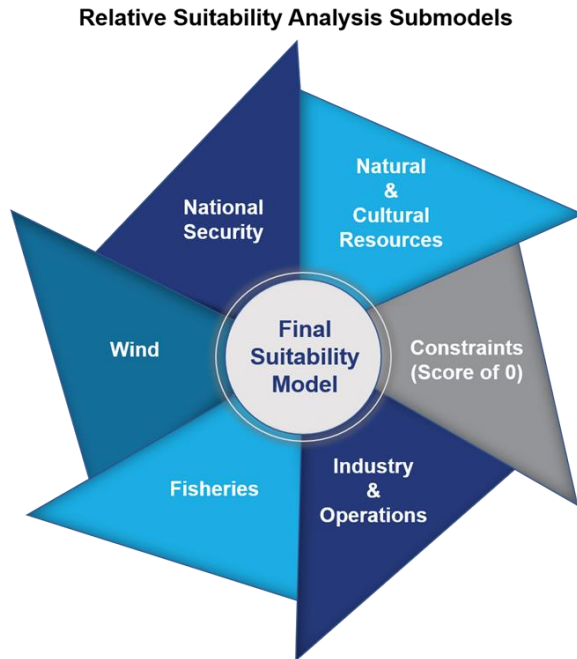 Relative Suitability Analysis Submodels
National
Security
Natural
&
Cultural
Resources
Wind
Final
Suitability
Model
Constraints
(Score of 0)
Fisheries
Industry
&
Operations